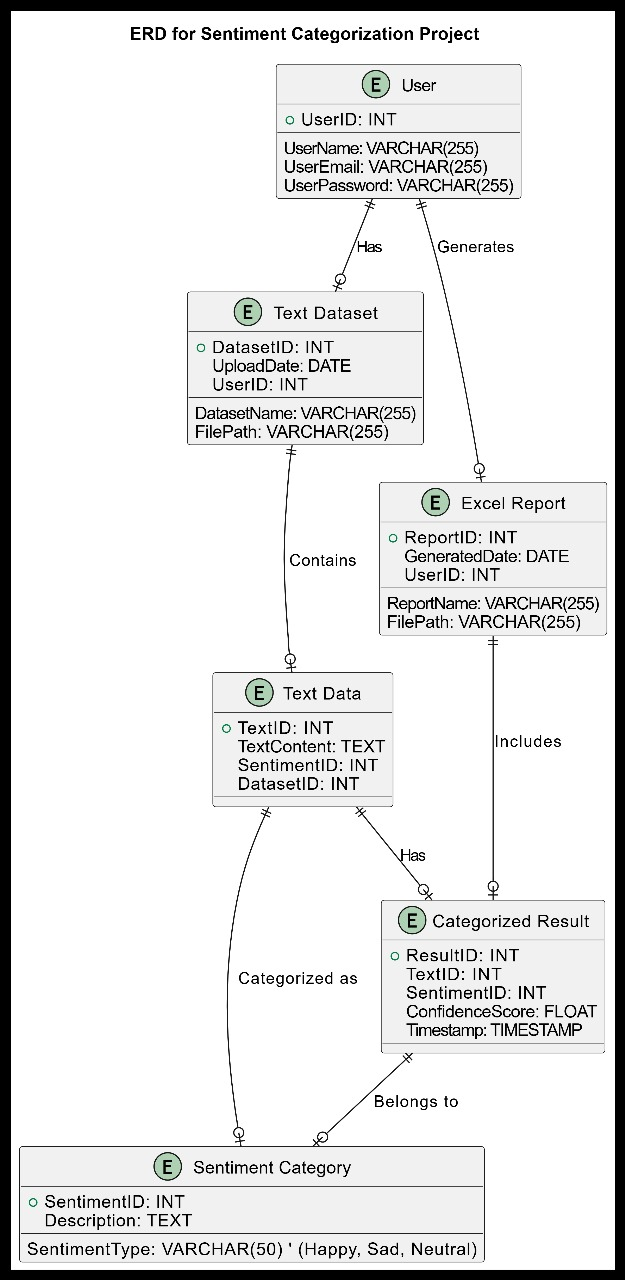 ERD for Sentiment Categorization Project
E User
UserID: INT
UserName: VARCHAR(255)
UserEmail: VARCHAR(255)
UserPassword: VARCHAR(255)
Has
Generates
E Text Dataset
DatasetID: INT
UploadDate: DATE
UserID: INT
DatasetName: VARCHAR(255)
FilePath: VARCHAR(255)
E Excel Report
ReportID: INT
GeneratedDate: DATE
UserID: INT
ReportName: VARCHAR(255)
FilePath: VARCHAR(255)
Contains
E Text Data
TextID: INT
TextContent: TEXT
SentimentID: INT
DatasetID: INT
Includes
Has
E Categorized Result
ResultID: INT
TextID: INT
SentimentID: INT
ConfidenceScore: FLOAT
Timestamp: TIMESTAMP
Categorized as
Belongs to
E Sentiment Category
SentimentID: INT
Description: TEXT
SentimentType: VARCHAR(50) ' (Happy, Sad, Neutral)